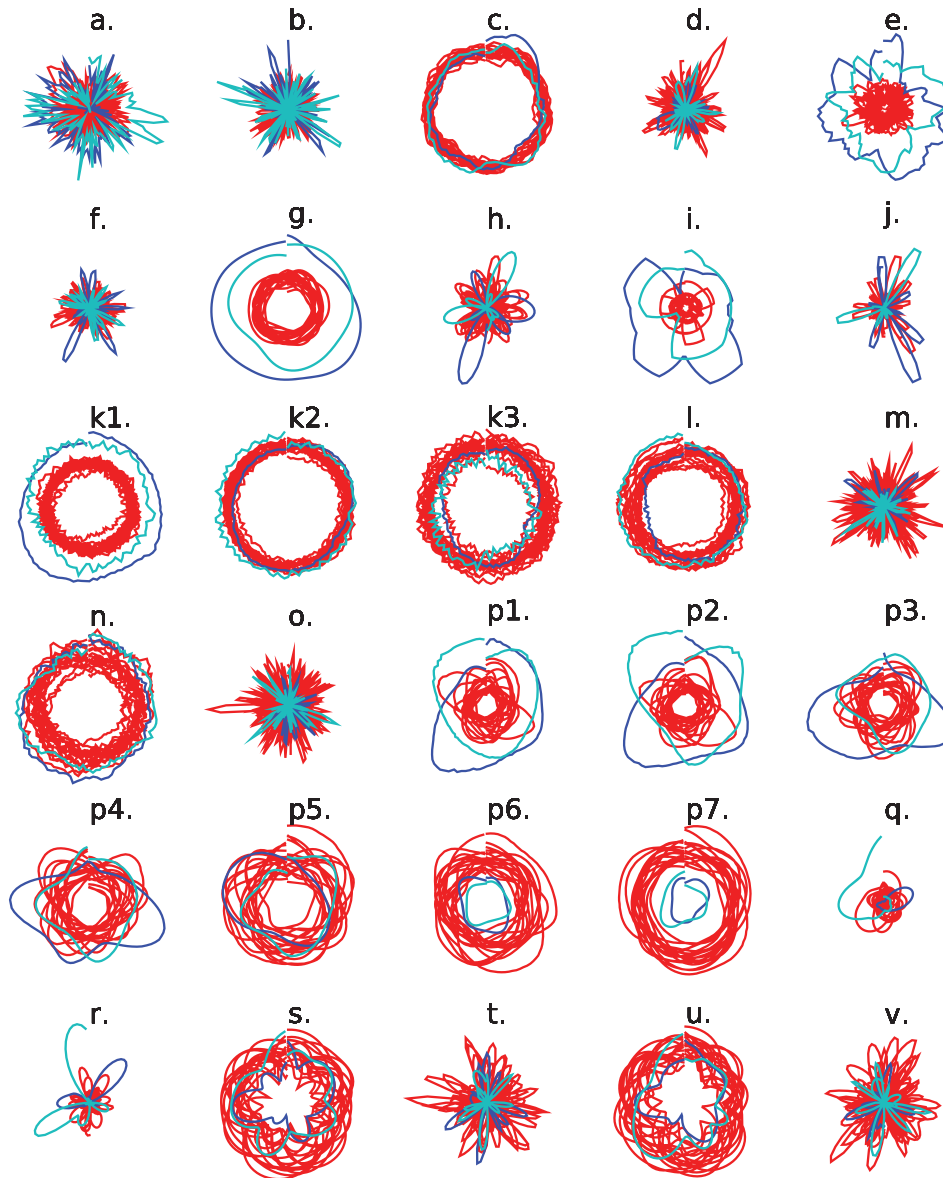 a. b. c. d. e.
f. g. h. i. j.
k1. k2. k3. l. m.
n. o. p1. p2. p3.
p4. p5. p6. p7. q.
r. s. t. u. v.